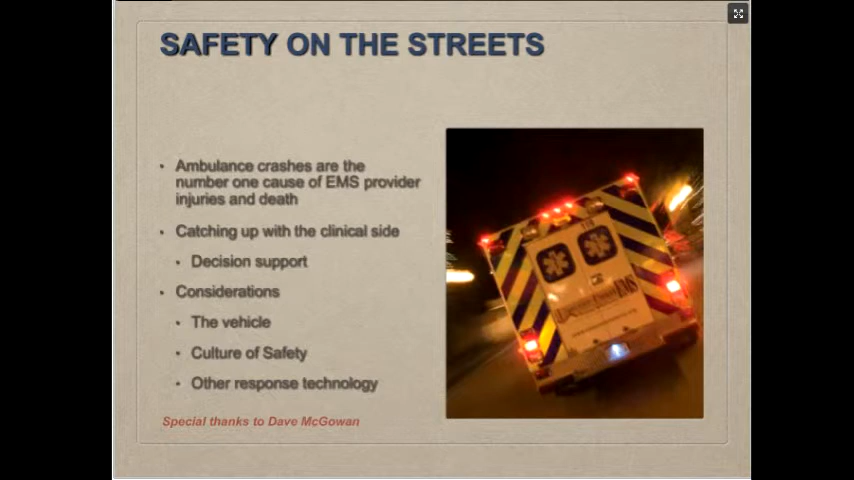 SAFETY ON THE STREETS
• Ambulance crashes are the
number one cause of EMS provider
injuries and death
• Catching up with the clinical side
• Decision support
• Considerations
• The vehicle
• Culture of Safety
• Other response technology
Special thanks to Dave McGowan
EMS